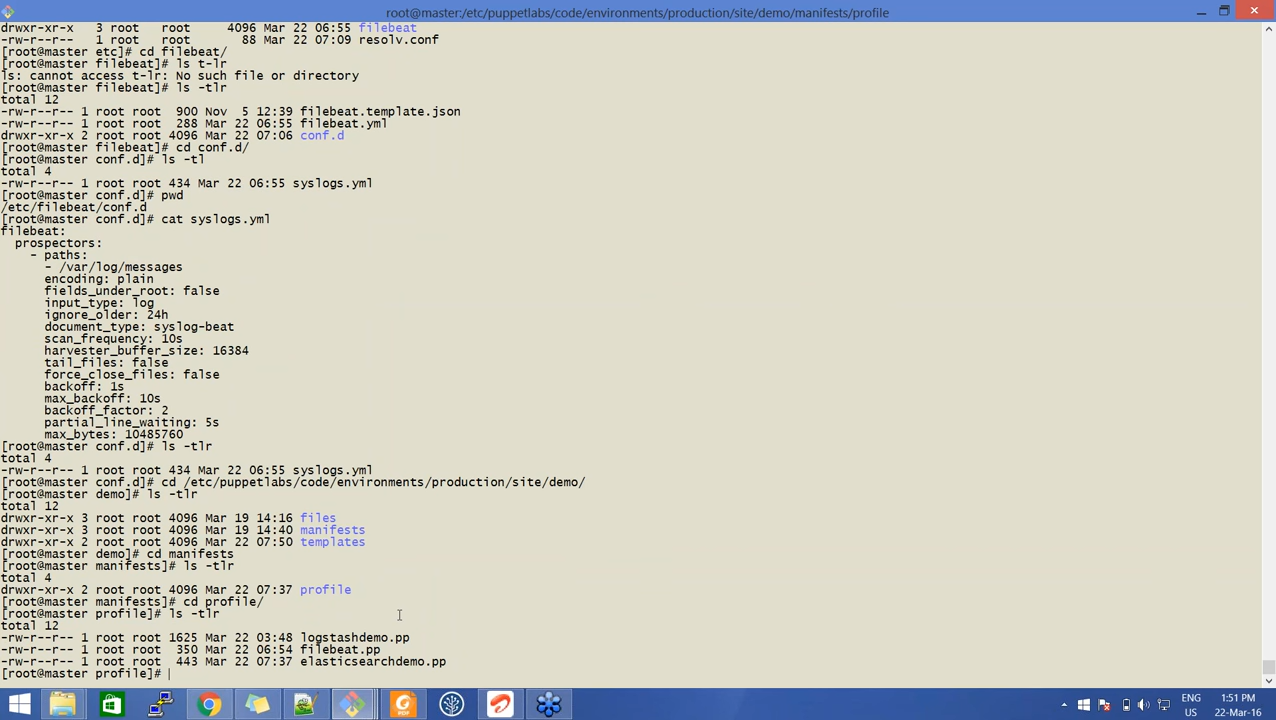 root@master:/etc/puppetlabs/code/environments/production/site/demo/manifests/profile
drwxr-xr-x  3 root   root     4096 Mar 22 06:55 filebeat
-rw-r--r--  1 root   root       88 Mar 22 07:09 resolv.conf
[root@master etc]# cd filebeat/
[root@master filebeat]# ls t-lr
ls: cannot access t-lr: No such file or directory
[root@master filebeat]# ls -tlr
total 12
-rw-r--r-- 1 root root  900 Nov  5 12:39 filebeat.template.json
-rw-r--r-- 1 root root  288 Mar 22 06:55 filebeat.yml
drwxr-xr-x 2 root root 4096 Mar 22 07:06 conf.d
[root@master filebeat]# cd conf.d/
[root@master conf.d]# ls -tl
total 4
-rw-r--r-- 1 root root 434 Mar 22 06:55 syslogs.yml
[root@master conf.d]# pwd
/etc/filebeat/conf.d
[root@master conf.d]# cat syslogs.yml
filebeat:
  prospectors:
    - paths:
      - /var/log/messages
      encoding: plain
      fields_under_root: false
      input_type: log
      ignore_older: 24h
      document_type: syslog-beat
      scan_frequency: 10s
      harvester_buffer_size: 16384
      tail_files: false
      force_close_files: false
      backoff: 1s
      max_backoff: 10s
      backoff_factor: 2
      partial_line_waiting: 5s
      max_bytes: 10485760
[root@master conf.d]# ls -tlr
total 4
-rw-r--r-- 1 root root 434 Mar 22 06:55 syslogs.yml
[root@master conf.d]# cd /etc/puppetlabs/code/environments/production/site/demo/
[root@master demo]# ls -tlr
total 12
drwxr-xr-x 3 root root 4096 Mar 19 14:16 files
drwxr-xr-x 3 root root 4096 Mar 19 14:40 manifests
drwxr-xr-x 2 root root 4096 Mar 22 07:50 templates
[root@master demo]# cd manifests
[root@master manifests]# ls -tlr
total 4
drwxr-xr-x 2 root root 4096 Mar 22 07:37 profile
[root@master manifests]# cd profile/
[root@master profile]# ls -tlr
total 12
-rw-r--r-- 1 root root 1625 Mar 22 03:48 logstashdemo.pp
-rw-r--r-- 1 root root  350 Mar 22 06:54 filebeat.pp
-rw-r--r-- 1 root root  443 Mar 22 07:37 elasticsearchdemo.pp
[root@master profile]#
PDF
ENG
US
1:51 PM
22-Mar-16